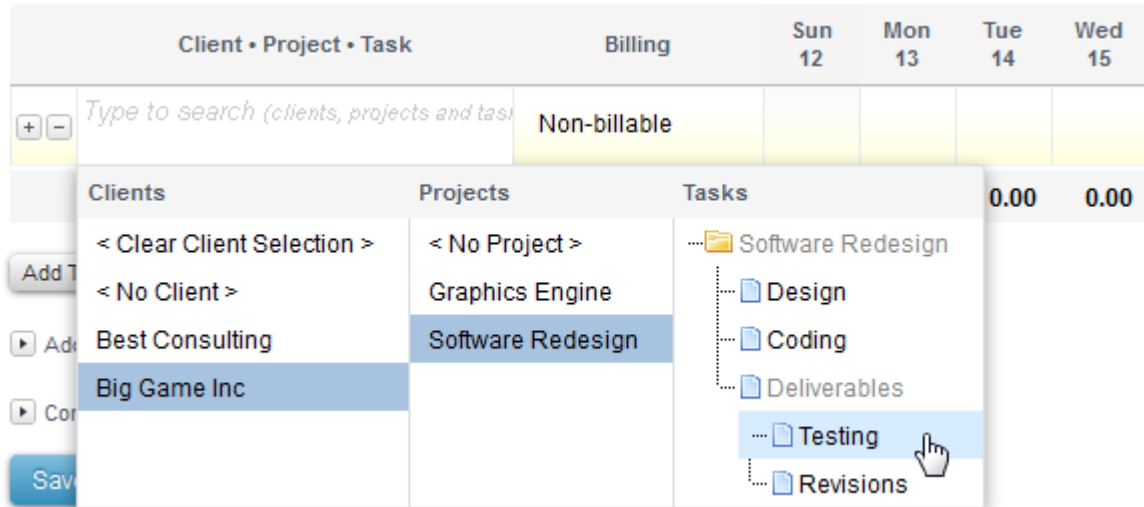 Client • Project • Task Billing Sun 12 Mon 13 Tue 14 Wed 15
Type to search (clients, projects and tas Non-billable
Clients Projects Tasks 0.00 0.00
< Clear Client Selection > < No Project > Software Redesign
Add T
< No Client > Graphics Engine Design
Best Consulting Software Redesign Coding
Big Game Inc Deliverables
Testing
Revisions